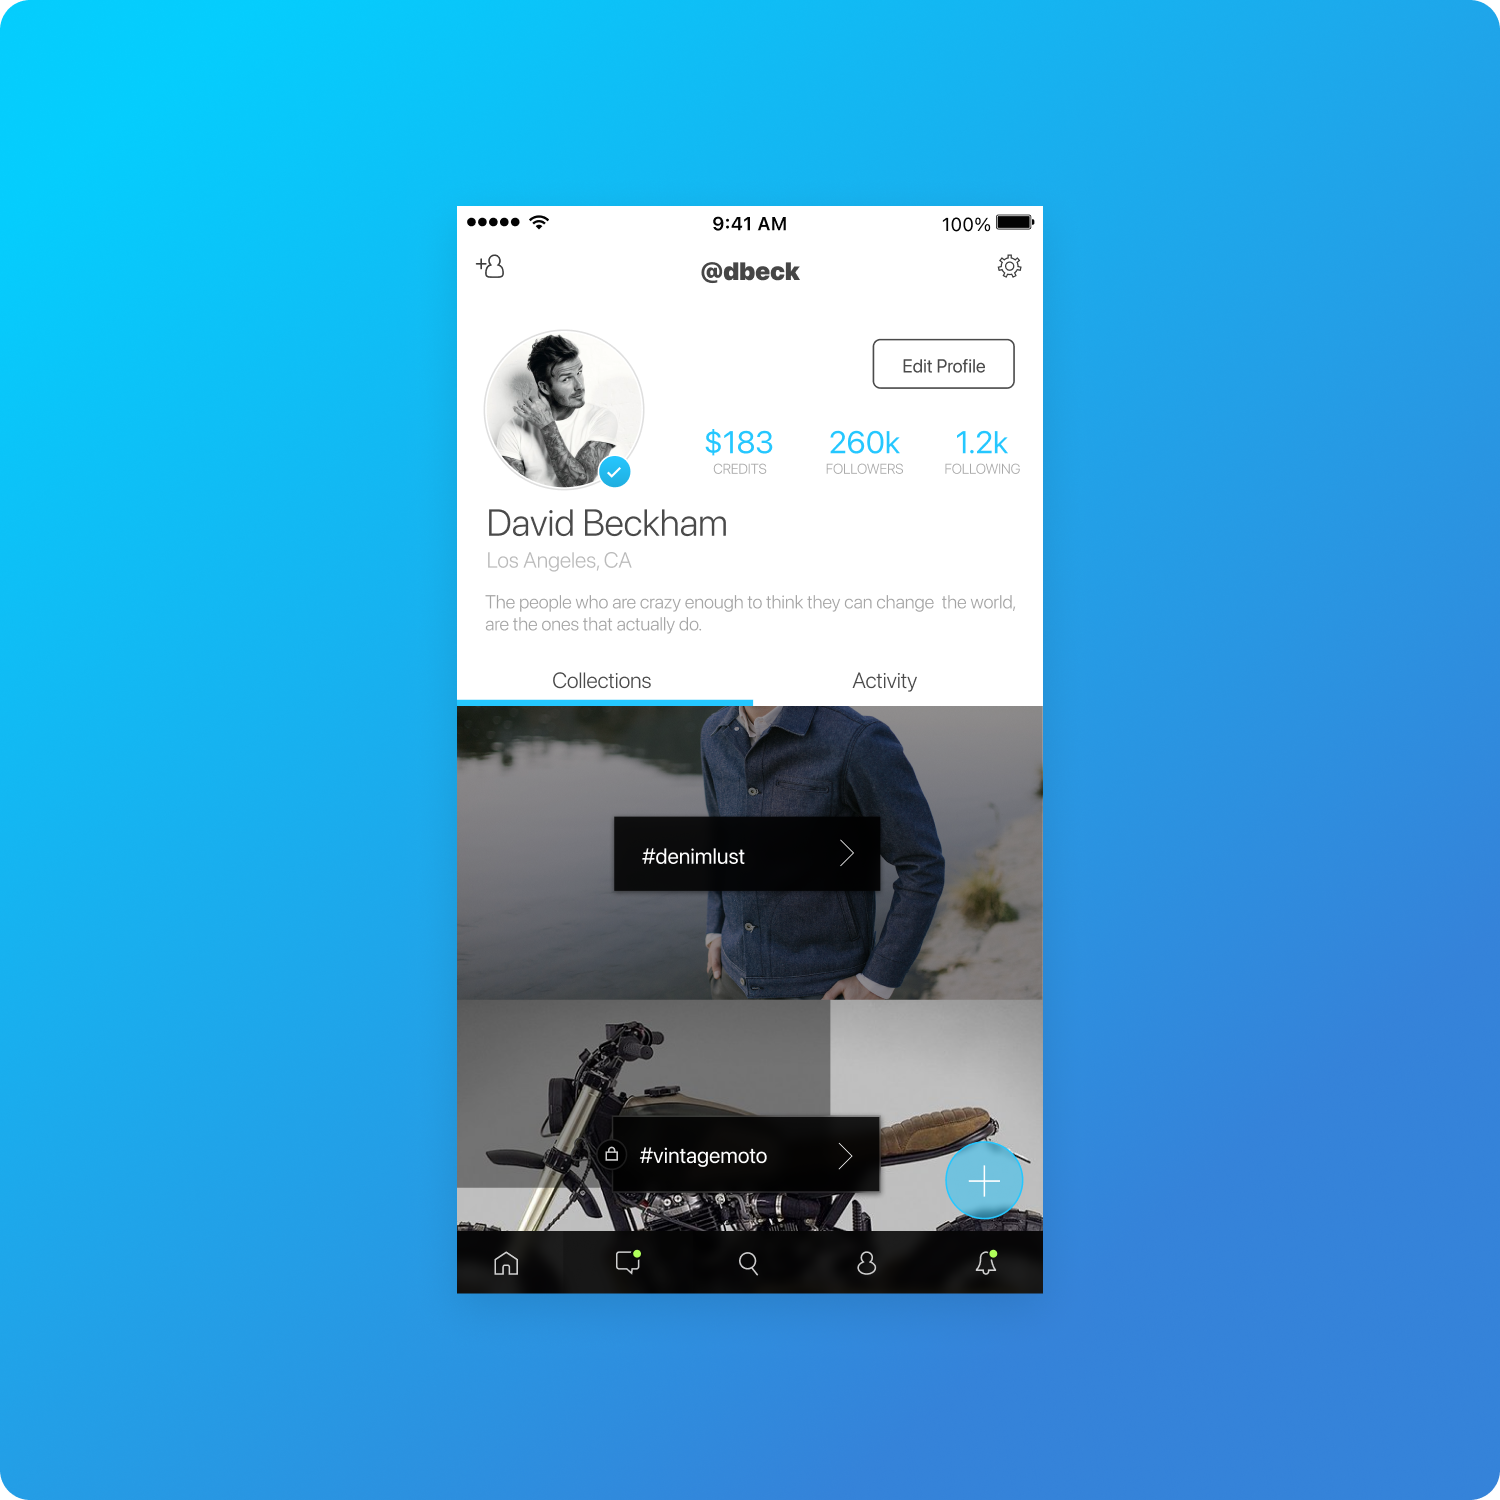 9:41 AM
100%
@dbeck
Edit Profile
$183
260k
1.2k
CREDITS
FOLLOWERS
FOLLOWING
David Beckham
Los Angeles, CA
The people who are crazy enough to think they can change  the world,
are the ones that actually do.
Collections
Activity
#denimlust
#vintagemoto